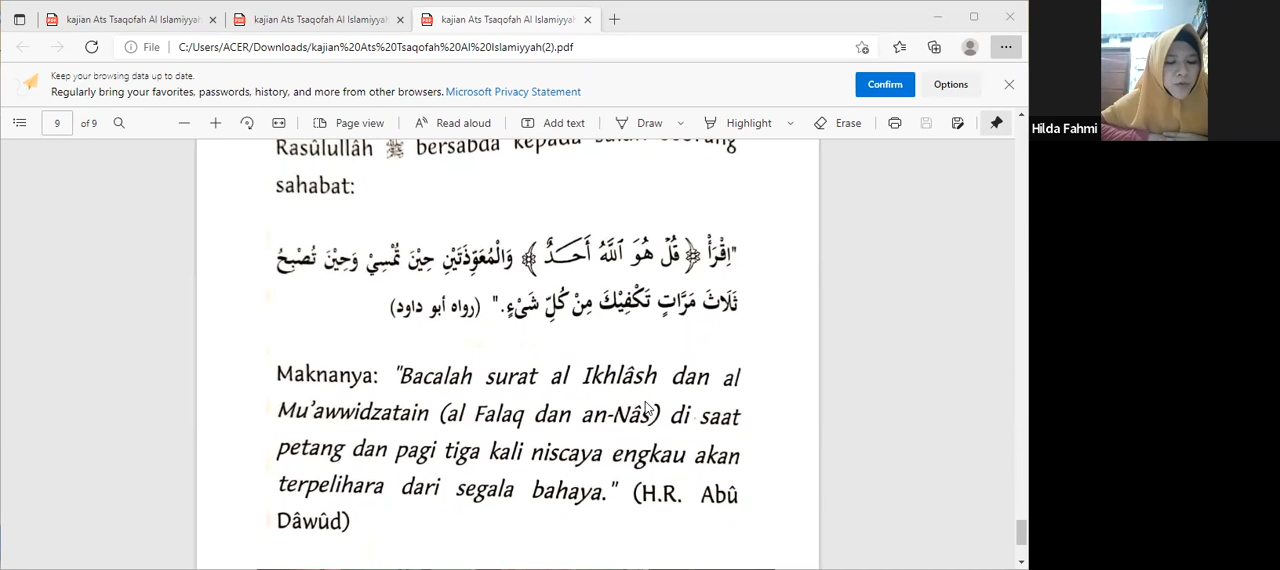 kajian Ats Tsaqofah Al Islamiyyah
kajian Ats Tsaqofah Al Islamiyyah
kajian Ats Tsaqofah Al Islamiyyah
File
C:/Users/ACER/Downloads/kajian%20Ats%20Tsaqofah%20Al%20Islamiyyah(2).pdf
Keep your browsing data up to date.
Regularly bring your favorites, passwords, history, and more from other browsers. Microsoft Privacy Statement
Confirm
Options
9 of 9
Page view
Read aloud
Add text
Draw
Highlight
Erase
Hilda Fahmi
Rasûlullâh ﷺ bersabda kepada salah seorang
sahabat:
"اِقْرَأْ ﴿ قُلْ هُوَ ٱللَّهُ أَحَدٌ ﴾ وَالْمُعَوِّذَتَيْنِ حِيْنَ تُمْسِيْ وَحِيْنَ تُصْبِحُ
ثَلَاثَ مَرَّاتٍ تَكْفِيْكَ مِنْ كُلِّ شَىْءٍ." (رواه أبو داود)
Maknanya: "Bacalah surat al Ikhlâsh dan al
Mu'awwidzatain (al Falaq dan an-Nâs) di saat
petang dan pagi tiga kali niscaya engkau akan
terpelihara dari segala bahaya." (H.R. Abû
Dâwûd)